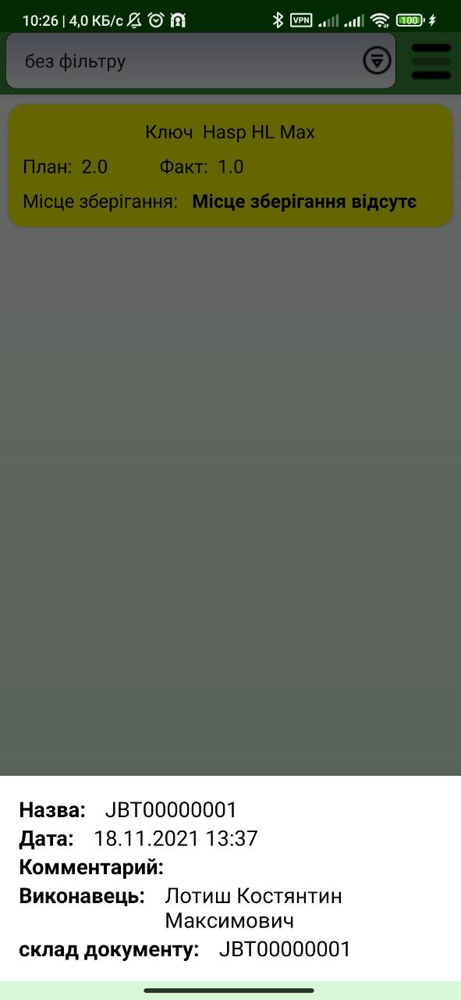 10:26 | 4,0 КБ/с VPN 100
без фільтру
Ключ Hasp HL Max
План: 2.0 Факт: 1.0
Місце зберігання: Місце зберігання відсутє
Назва: JBT00000001
Дата: 18.11.2021 13:37
Комментарий:
Виконавець: Лотиш Костянтин
Максимович
склад документу: JBT00000001